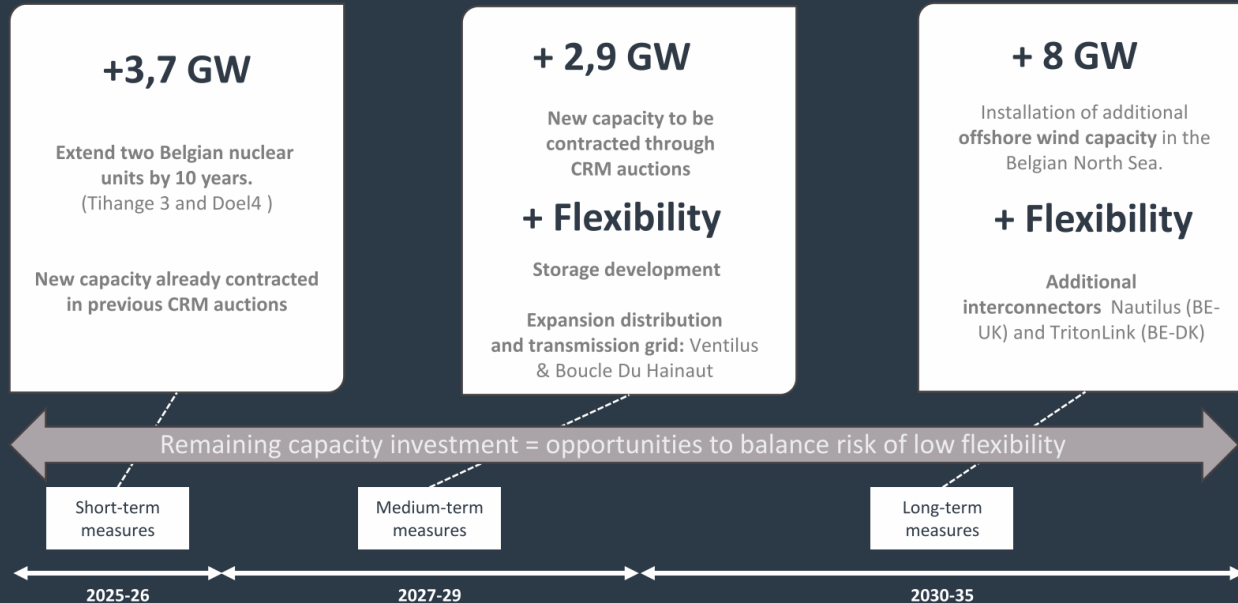 +3,7 GW
Extend two Belgian nuclear
units by 10 years.
(Tihange 3 and Doel4 )
New capacity already contracted
in previous CRM auctions
+ 2,9 GW
New capacity to be
contracted through
CRM auctions
+ Flexibility
Storage development
Expansion distribution
and transmission grid: Ventilus
& Boucle Du Hainaut
+ 8 GW
Installation of additional
offshore wind capacity in the
Belgian North Sea.
+ Flexibility
Additional
interconnectors Nautilus (BE-
UK) and TritonLink (BE-DK)
Remaining capacity investment = opportunities to balance risk of low flexibility
Short-term
measures
Medium-term
measures
Long-term
measures
2025-26
2027-29
2030-35